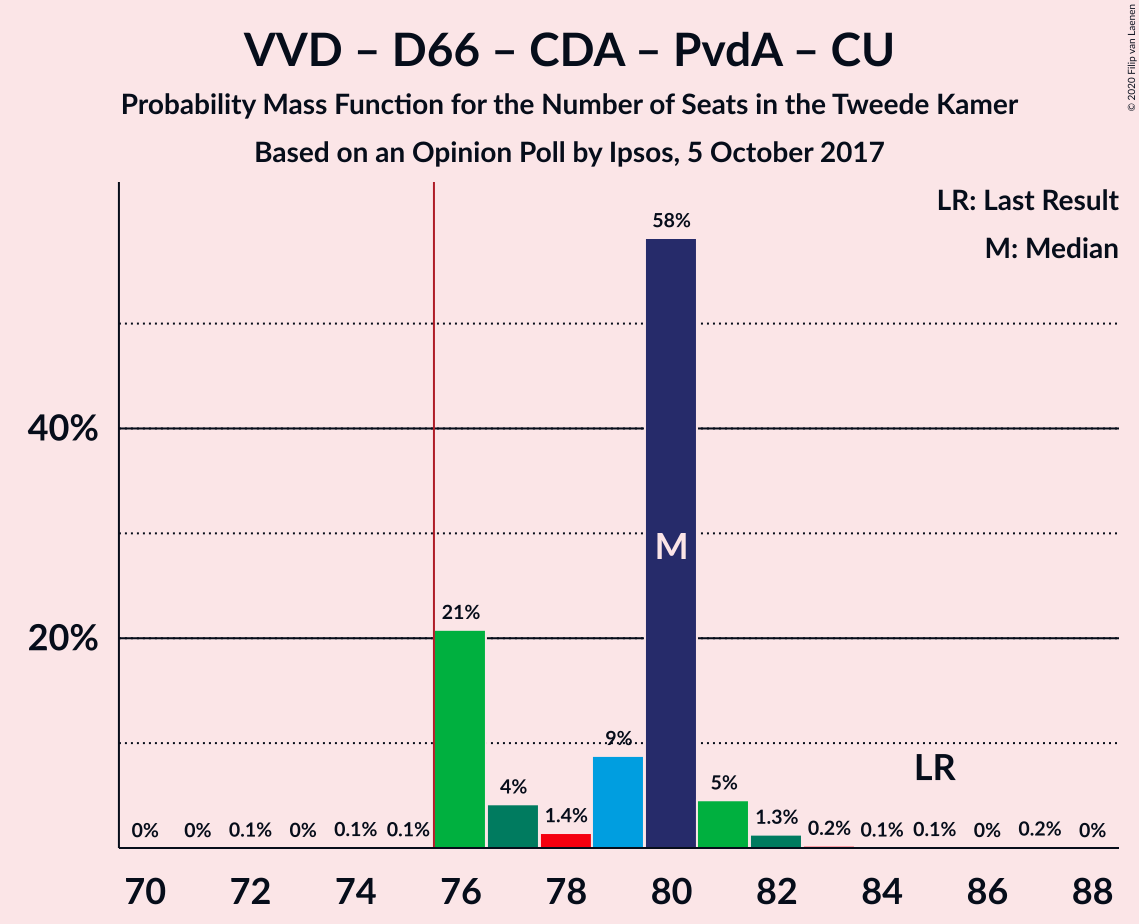 VVD – D66 – CDA – PvdA – CU
Probability Mass Function for the Number of Seats in the Tweede Kamer
Based on an Opinion Poll by Ipsos, 5 October 2017
© 2020 Filip van Laenen
LR: Last Result
M: Median
58%
40%
M
21%
20%
9%
LR
4%
5%
1.4%
1.3%
0% 0% 0.1% 0% 0.1% 0.1% 0.2% 0.1% 0.1% 0% 0.2% 0%
70 72 74 76 78 80 82 84 86 88